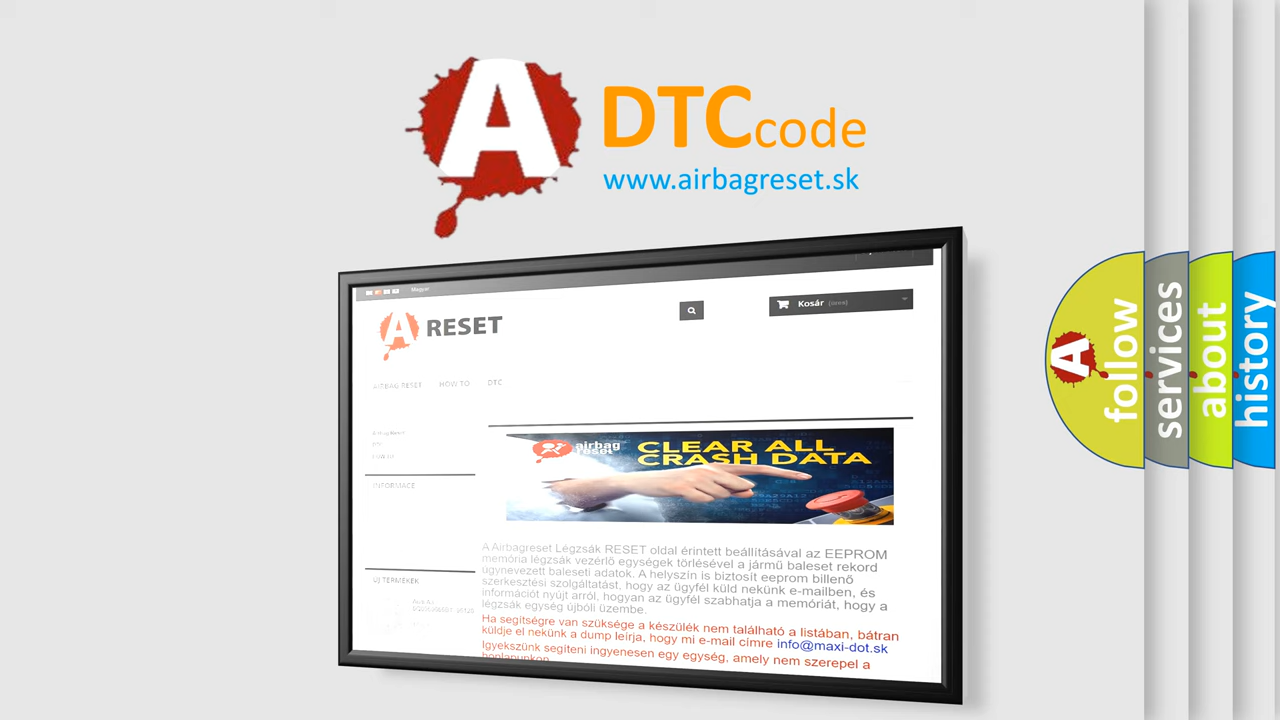 A DTCcode
www.airbagreset.sk
Magyar
A RESET
Kosár (üres)
AIRBAG RESET HOW TO DTC
INFORMACE
airbag
reset
CLEAR ALL
CRASH DATA
A Airbagreset Légzsák RESET oldal érintett beállításával az EEPROM
memória légzsák vezérlő egységek törlésével a jármű baleset rekord
úgynevezett baleseti adatok. A helyszín is biztosít eeprom billenő
szerkesztési szolgáltatást, hogy az ügyfél küld nekünk e-mailben, és
információt nyújt arról, hogyan az ügyfél szabhatja a memóriát, hogy a
légzsák egység újbóli üzembe.
Ha segítségre van szüksége a készülék nem található a listában, bátran
küldje el nekünk a dump leírja, hogy mi e-mail címre info@maxi-dot.sk
Igyekszünk segíteni ingyenesen egy egység, amely nem szerepel a
honlapunkon
ÚJ TERMÉKEK
A
follow
services
about
history